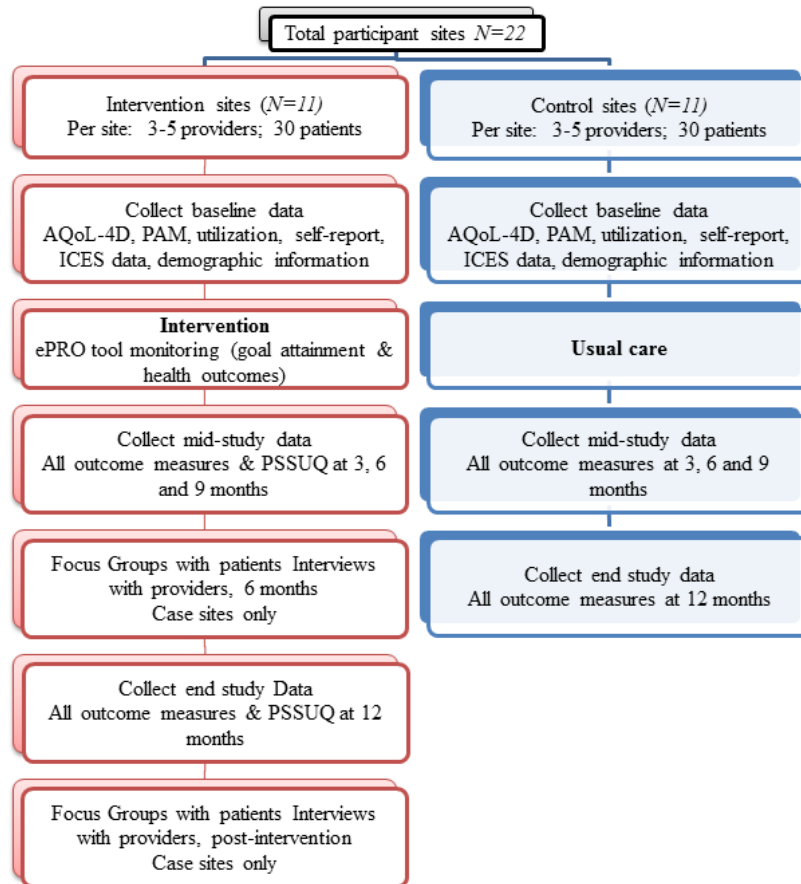 Total participant sites N=22
Intervention sites (N=11)
Per site: 3-5 providers; 30 patients
Control sites (N=11)
Per site: 3-5 providers; 30 patients
Collect baseline data
AQoL-4D, PAM, utilization, self-report,
ICES data, demographic information
Collect baseline data
AQoL-4D, PAM, utilization, self-report,
ICES data, demographic information
Intervention
ePRO tool monitoring (goal attainment &
health outcomes)
Usual care
Collect mid-study data
All outcome measures & PSSUQ at 3, 6
and 9 months
Collect mid-study data
All outcome measures at 3, 6 and 9
months
Focus Groups with patients Interviews
with providers, 6 months
Case sites only
Collect end study data
All outcome measures at 12 months
Collect end study Data
All outcome measures & PSSUQ at 12
months
Focus Groups with patients Interviews
with providers, post-intervention
Case sites only